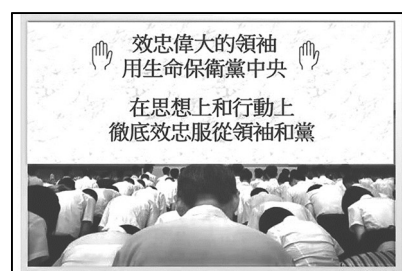 效忠偉大的領袖
用生命保衛黨中央
在思想上和行動上
徹底效忠服從領袖和黨